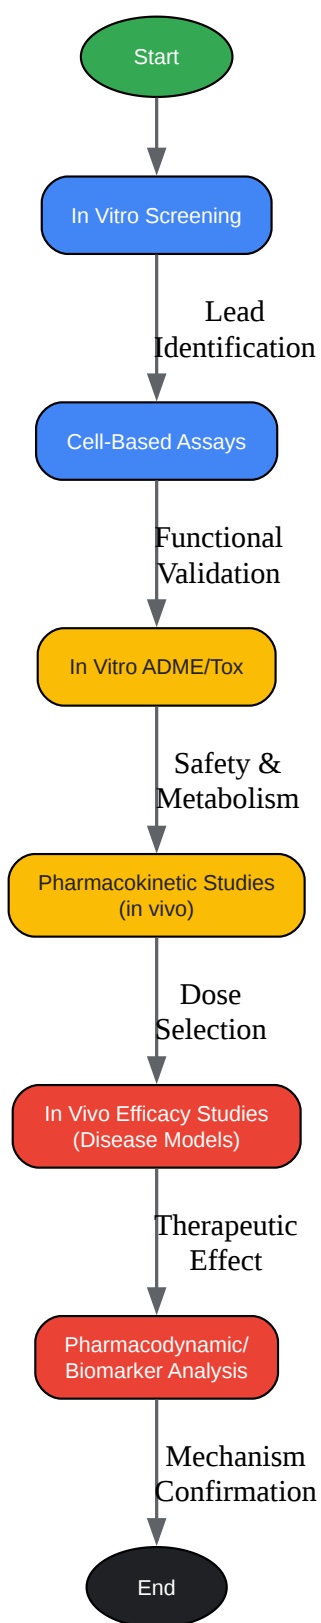 Start
In Vitro Screening
Lead
Identification
Cell-Based Assays
Functional
Validation
In Vitro ADME/Tox
Safety &
Metabolism
Pharmacokinetic Studies
(in vivo)
Dose
Selection
In Vivo Efficacy Studies
(Disease Models)
Therapeutic
Effect
Pharmacodynamic/
Biomarker Analysis
Mechanism
Confirmation
End